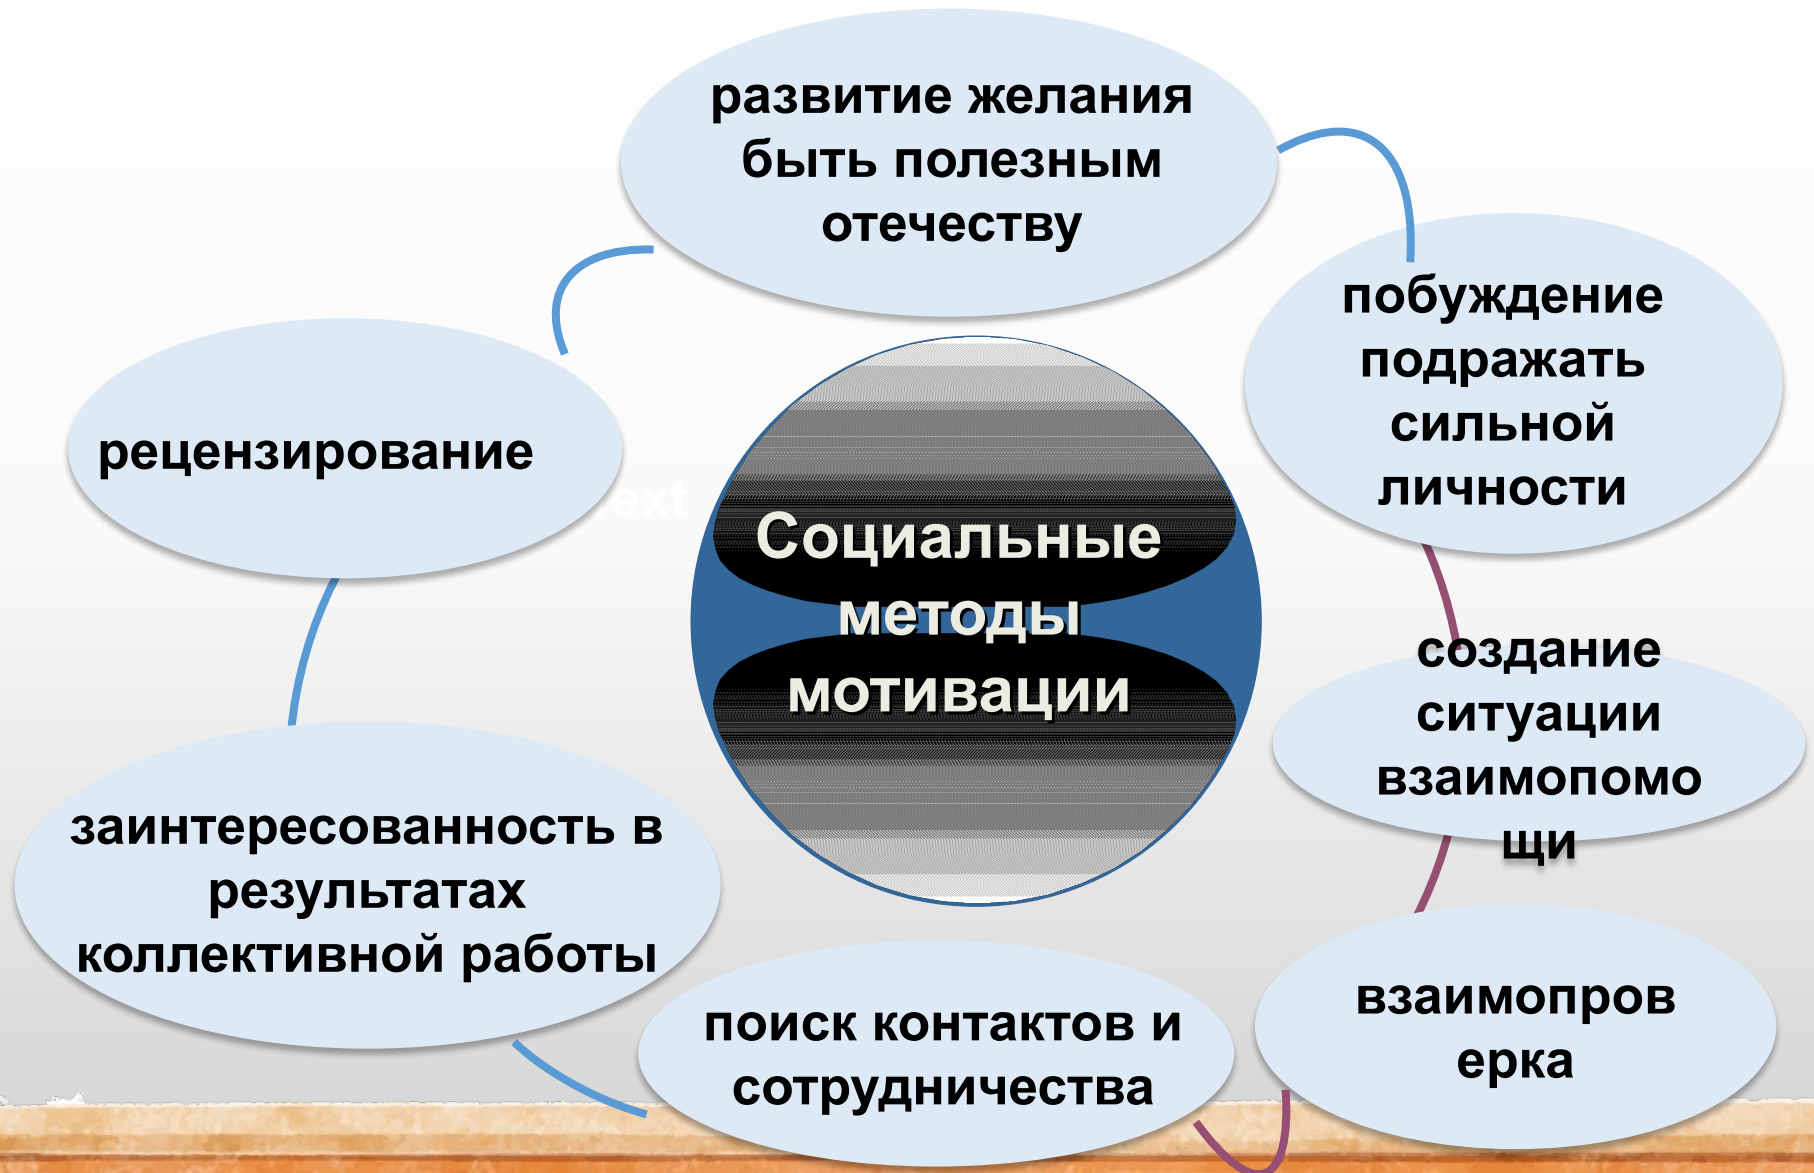 развитие желания
быть полезным
отечеству
побуждение
подражать
сильной
личности
создание
ситуации
взаимопомо
щи
взаимопров
ерка
поиск контактов и
сотрудничества
заинтересованность в
результатах
коллективной работы
рецензирование
Социальные
методы
мотивации